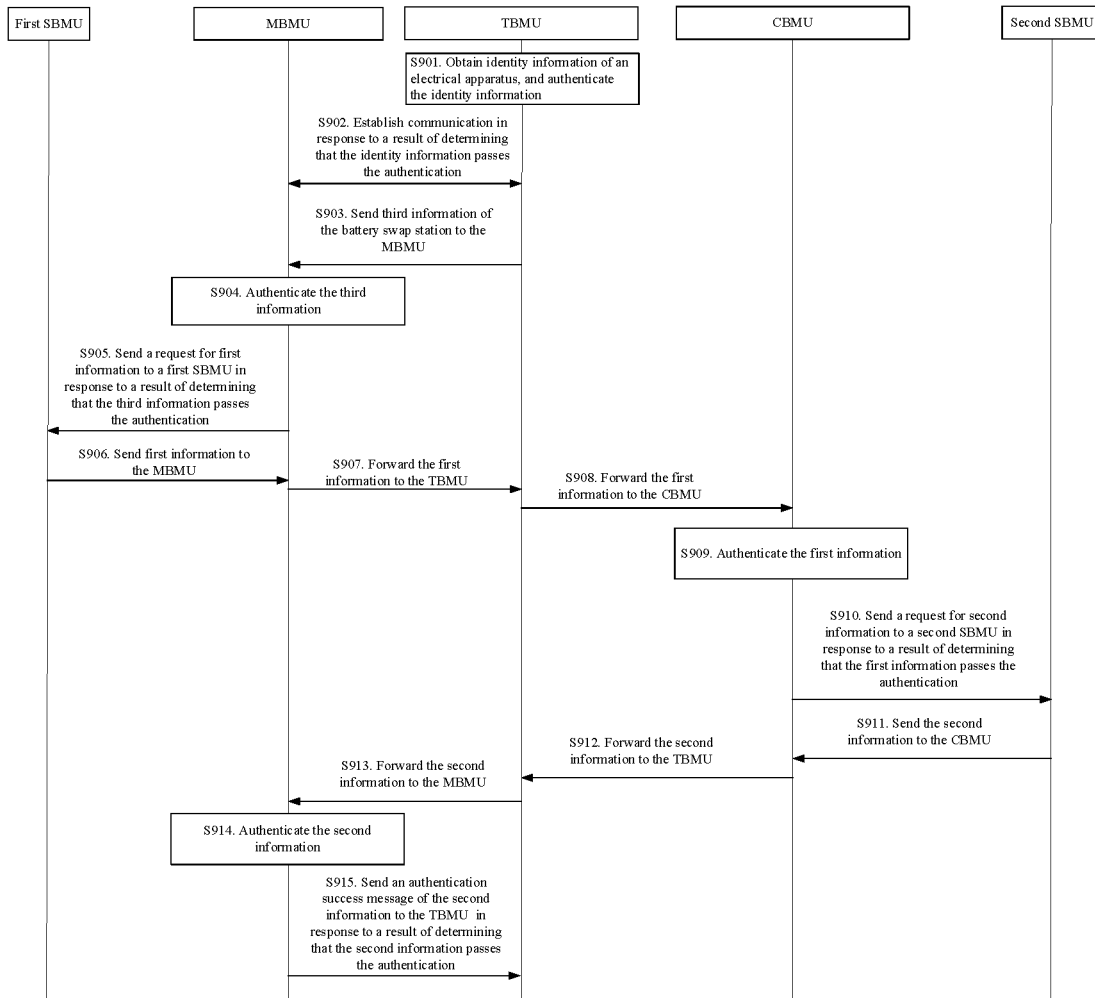 First SBMU
MBMU
TBMU
CBMU
Second SBMU
S901. Obtain identity information of an
electrical apparatus, and authenticate
the identity information
S902. Establish communication in
response to a result of determining
that the identity information passes
the authentication
S903. Send third information of
the battery swap station to the
MBMU
S904. Authenticate the third
information
S905. Send a request for first
information to a first SBMU in
response to a result of determining
that the third information passes
the authentication
S906. Send first information to
the MBMU
S907. Forward the first
information to the TBMU
S908. Forward the first
information to the CBMU
S909. Authenticate the first information
S910. Send a request for second
information to a second SBMU in
response to a result of determining
that the first information passes the
authentication
S911. Send the second
information to the CBMU
S912. Forward the second
information to the TBMU
S913. Forward the second
information to the MBMU
S914. Authenticate the second
information
S915. Send an authentication
success message of the second
information to the TBMU in
response to a result of determining
that the second information passes
the authentication